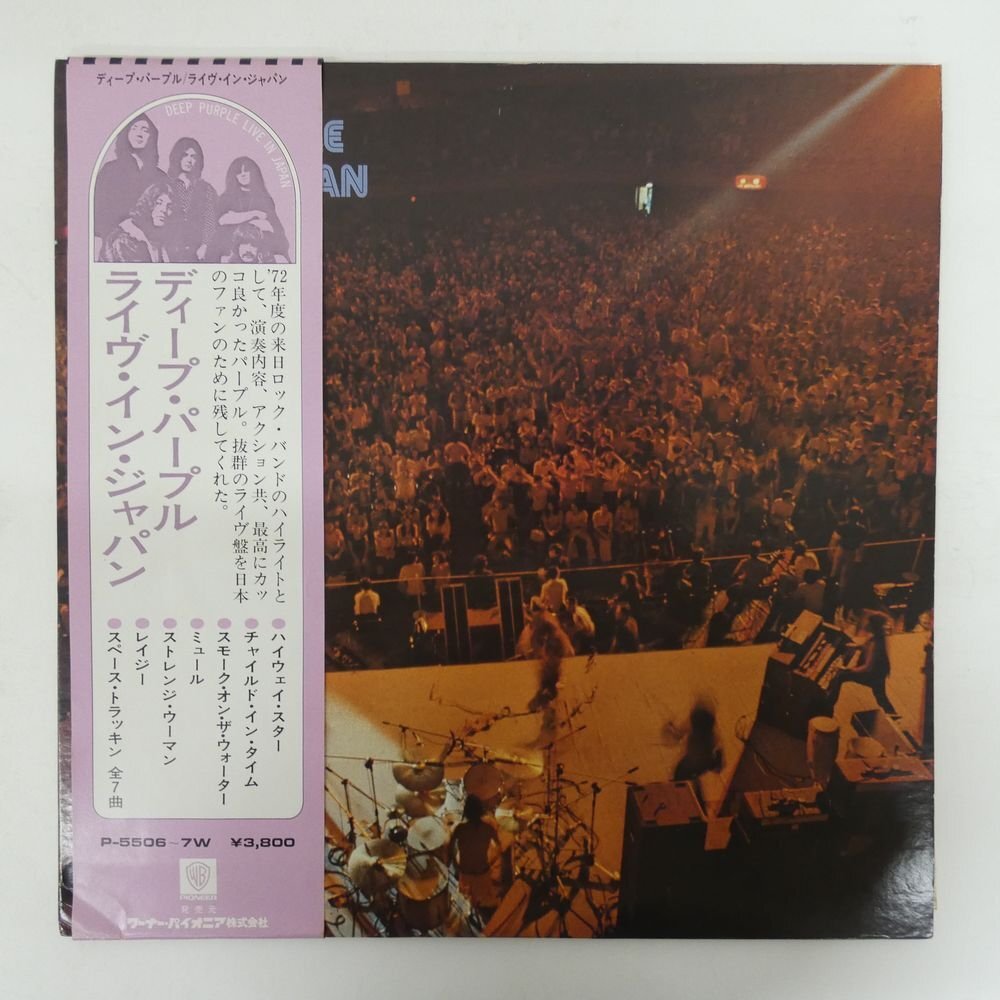 ディープ・パープル/ライヴ・イン・ジャパン
DEEP PURPLE LIVE IN JAPAN
E
AN
ディープ・パープル
ライヴ・イン・ジャパン
'72年度の来日ロック・バンドのハイライトと
して、演奏内容、アクション共、最高にカッ
コ良かったパープル。抜群のライヴ盤を日本
のファンのために残してくれた。
●ハイウェイ・スター
●チャイルド・イン・タイム
●スモーク・オン・ザ・ウォーター
●ミュール
●ストレンジ・ウーマン
●レイジー
●スペース・トラッキン 全7曲
P-5506~7W ¥3,800
WB
PIONEER
発売元
ワーナー・パイオニア株式会社